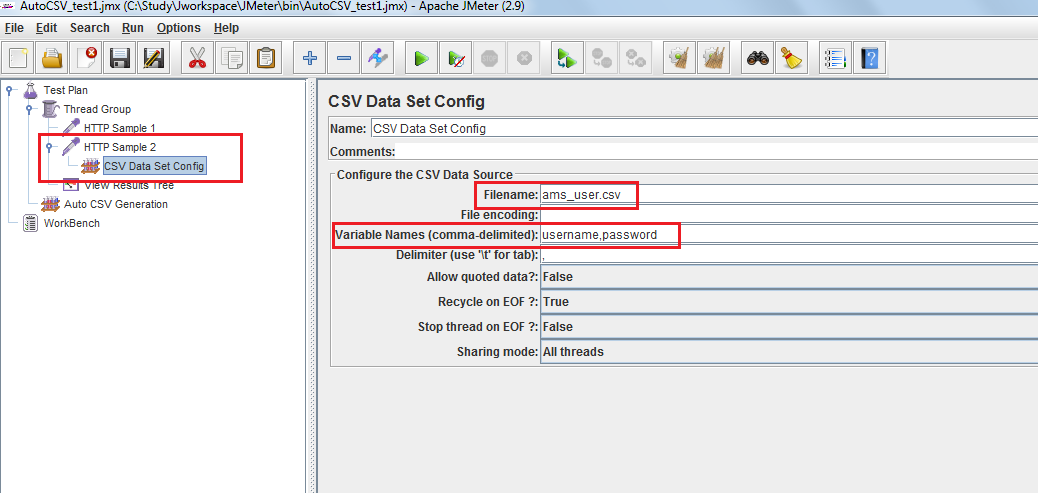 AutoCSV_test1.jmx (C:\Study\Jworkspace\JMeter\bin\AutoCSV_test1.jmx) - Apache JMeter (2.9)
File Edit Search Run Options Help
Test Plan
Thread Group
HTTP Sample 1
HTTP Sample 2
CSV Data Set Config
View Results Tree
Auto CSV Generation
WorkBench
CSV Data Set Config
Name: CSV Data Set Config
Comments:
Configure the CSV Data Source
Filename: ams_user.csv
File encoding:
Variable Names (comma-delimited): username,password
Delimiter (use '\t' for tab): ,
Allow quoted data?: False
Recycle on EOF ?: True
Stop thread on EOF ?: False
Sharing mode: All threads